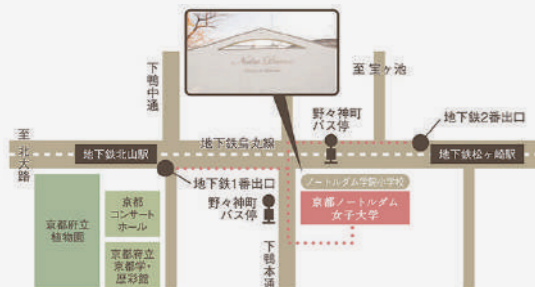 Notre Dame
下鴨中通
至 宝ヶ池
野々神町
バス停
地下鉄2番出口
至 北大路
地下鉄烏丸線
地下鉄北山駅
地下鉄松ヶ崎駅
地下鉄1番出口
ノートルダム学院小学校
京都ノートルダム
女子大学
野々神町
バス停
京都府立
植物園
京都
コンサート
ホール
京都府立
京都学・
歴彩館
下鴨本通